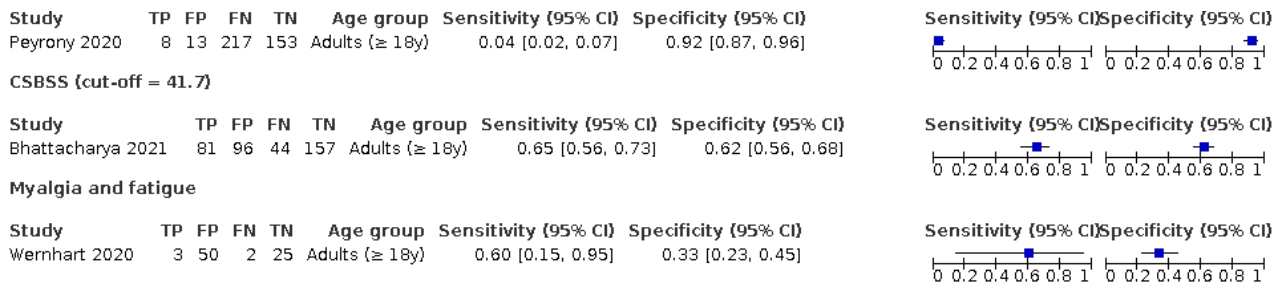 Study TP FP FN TN Age group Sensitivity (95% CI) Specificity (95% CI) Sensitivity (95% CI) Specificity (95% CI)
Peyrony 2020 8 13 217 153 Adults (≥ 18y) 0.04 [0.02, 0.07] 0.92 [0.87, 0.96]
0 0.2 0.4 0.6 0.8 1 0 0.2 0.4 0.6 0.8 1
CSBSS (cut-off = 41.7)
Study TP FP FN TN Age group Sensitivity (95% CI) Specificity (95% CI) Sensitivity (95% CI) Specificity (95% CI)
Bhattacharya 2021 81 96 44 157 Adults (≥ 18y) 0.65 [0.56, 0.73] 0.62 [0.56, 0.68]
0 0.2 0.4 0.6 0.8 1 0 0.2 0.4 0.6 0.8 1
Myalgia and fatigue
Study TP FP FN TN Age group Sensitivity (95% CI) Specificity (95% CI) Sensitivity (95% CI) Specificity (95% CI)
Wernhart 2020 3 50 2 25 Adults (≥ 18y) 0.60 [0.15, 0.95] 0.33 [0.23, 0.45]
0 0.2 0.4 0.6 0.8 1 0 0.2 0.4 0.6 0.8 1